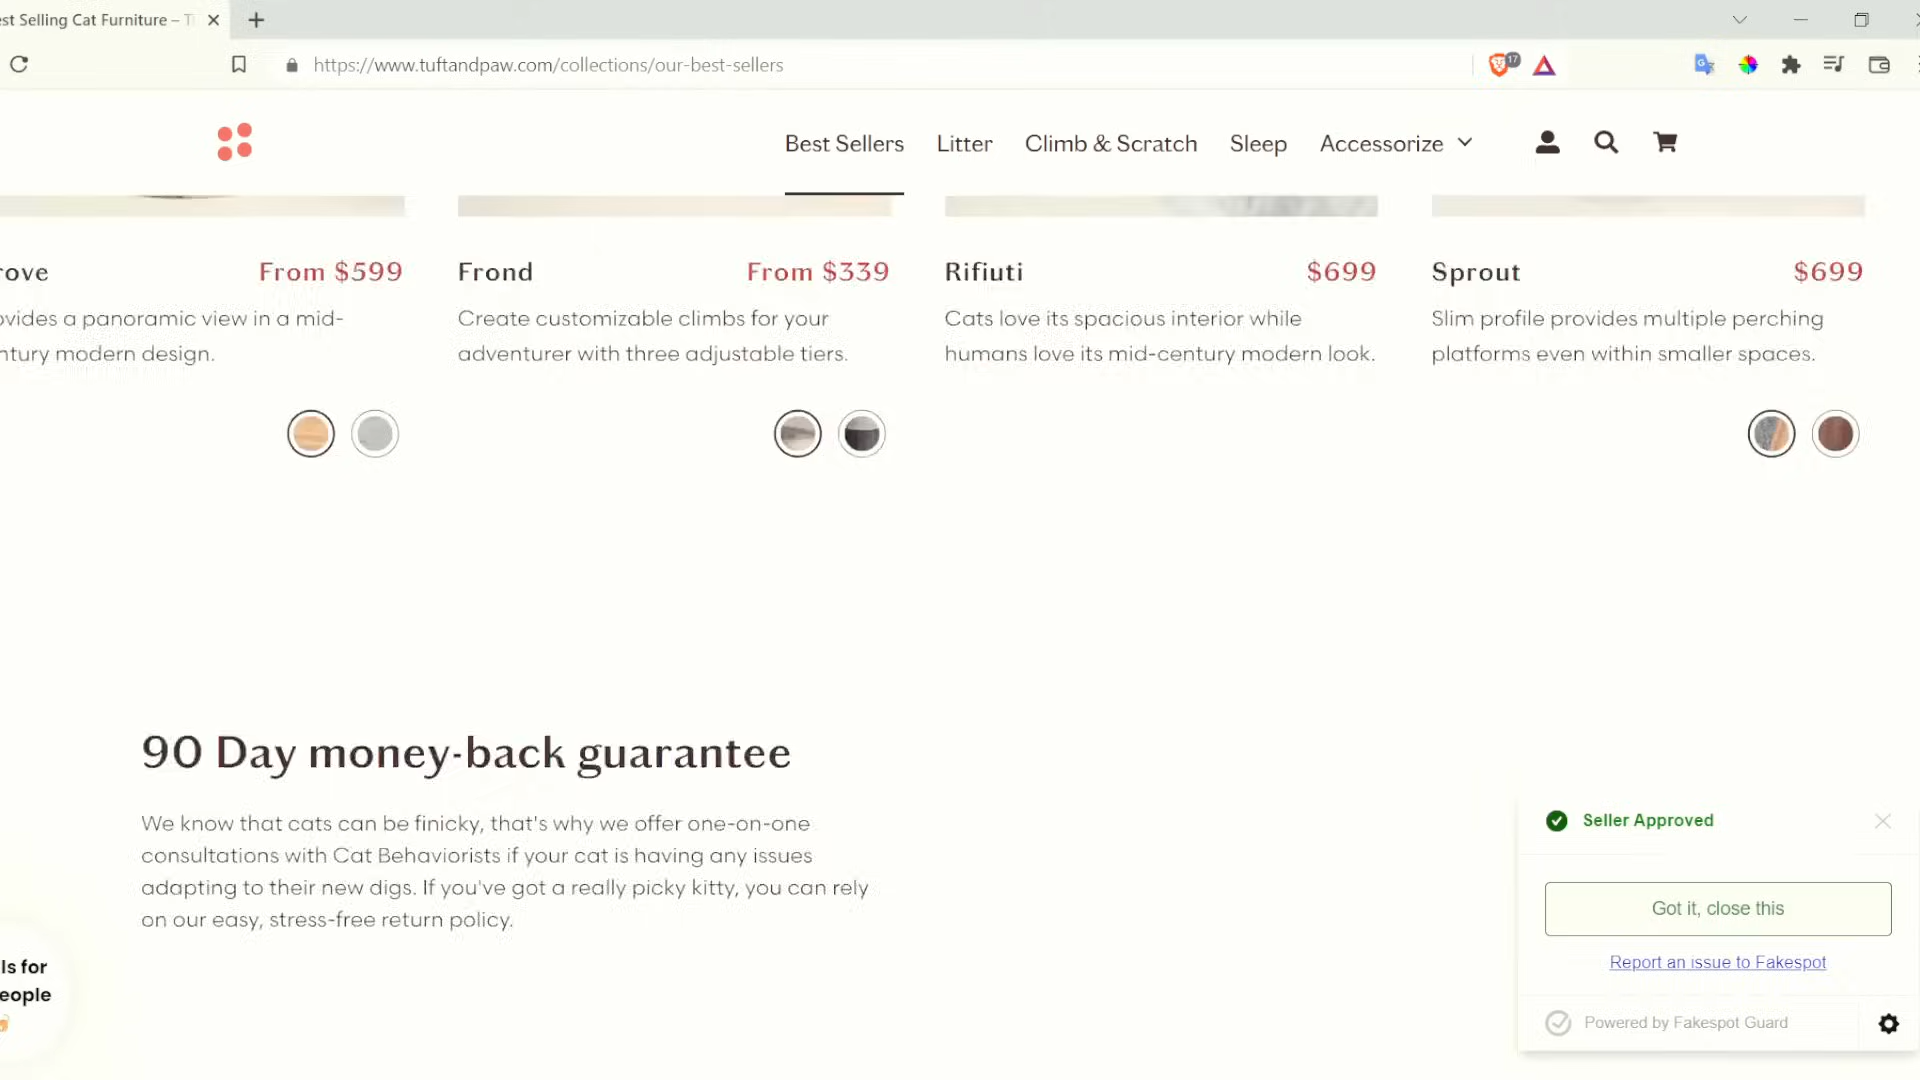 est Selling Cat Furniture – T
https://www.tuftandpaw.com/collections/our-best-sellers
17
Best Sellers
Litter
Climb & Scratch
Sleep
Accessorize
rove
From $599
ovides a panoramic view in a mid-
ntury modern design.
Frond
From $339
Create customizable climbs for your
adventurer with three adjustable tiers.
Rifiuti
$699
Cats love its spacious interior while
humans love its mid-century modern look.
Sprout
$699
Slim profile provides multiple perching
platforms even within smaller spaces.
90 Day money-back guarantee
We know that cats can be finicky, that's why we offer one-on-one
consultations with Cat Behaviorists if your cat is having any issues
adapting to their new digs. If you've got a really picky kitty, you can rely
on our easy, stress-free return policy.
ls for
eople
Seller Approved
Got it, close this
Report an issue to Fakespot
Powered by Fakespot Guard